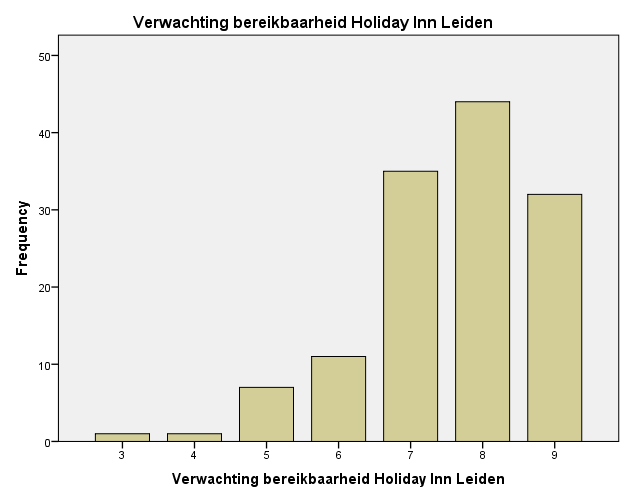 Verwachting bereikbaarheid Holiday Inn Leiden
50
40
30
20
10
0
Frequency
3 4 5 6 7 8 9
Verwachting bereikbaarheid Holiday Inn Leiden